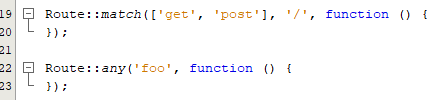 19 Route::match(['get', 'post'], '/', function () {
20 });
21
22 Route::any('foo', function () {
23 });